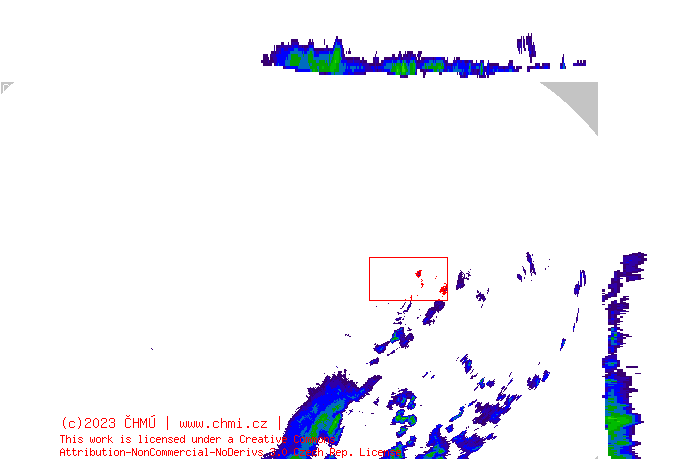 (c)2023 ČHMÚ | www.chmi.cz |
This work is licensed under a Creative Commons
Attribution-NonCommercial-NoDerivs 3.0 Czech Rep. License